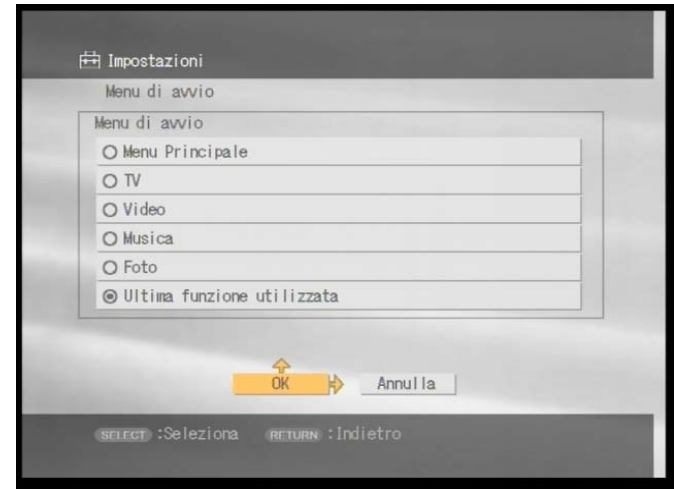 Impostazioni
Menu di avvio
Menu di avvio
Menu Principale
TV
Video
Musica
Foto
Ultima funzione utilizzata
OK Annulla
SELECT :Seleziona RETURN :Indietro